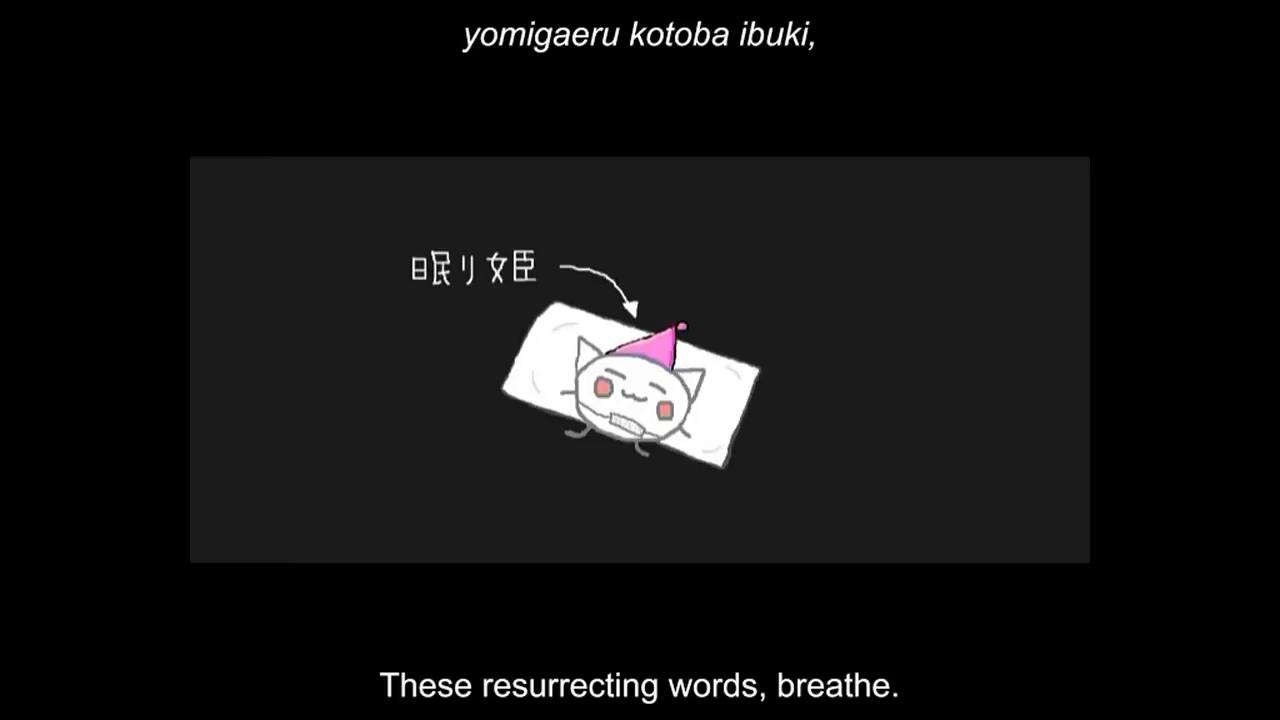 yomigaeru kotoba ibuki,
眠り姫
These resurrecting words, breathe.